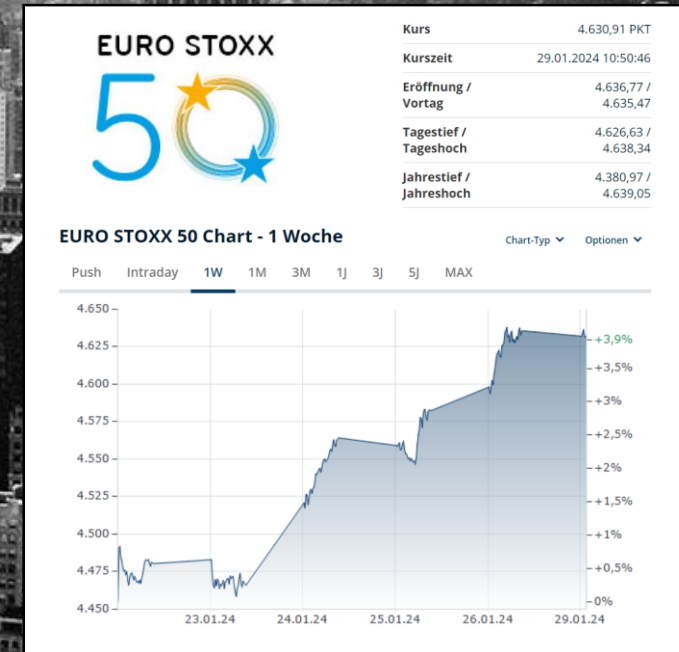 EURO STOXX
50
Kurs 4.630,91 PKT
Kurszeit 29.01.2024 10:50:46
Eröffnung / 4.636,77 /
Vortag 4.635,47
Tagestief / 4.626,63 /
Tageshoch 4.638,34
Jahrestief / 4.380,97 /
Jahreshoch 4.639,05
EURO STOXX 50 Chart - 1 Woche
Chart-Typ Optionen
Push Intraday 1W 1M 3M 1J 3J 5J MAX
4.650
4.625
4.600
4.575
4.550
4.525
4.500
4.475
4.450
+3,9%
+3,5%
+3%
+2,5%
+2%
+1,5%
+1%
+0,5%
0%
23.01.24 24.01.24 25.01.24 26.01.24 29.01.24